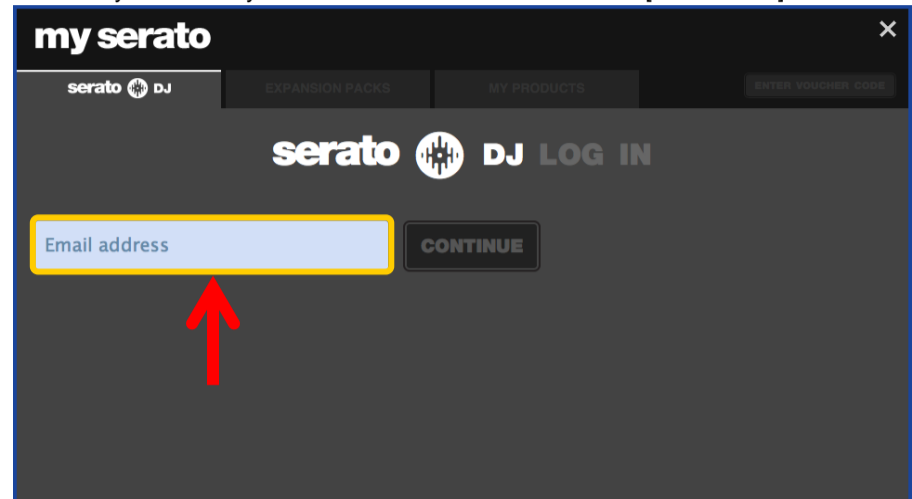 my serato
serato DJ
EXPANSION PACKS
MY PRODUCTS
ENTER VOUCHER CODE
serato DJ LOG IN
Email address
CONTINUE